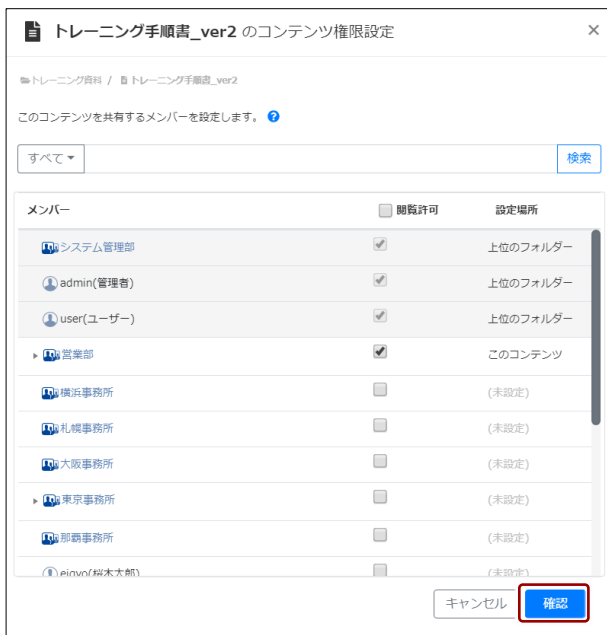 トレーニング手順書_ver2 のコンテンツ権限設定 ×
トレーニング資料 / トレーニング手順書_ver2
このコンテンツを共有するメンバーを設定します。 ?
すべて 検索
メンバー 閲覧許可 設定場所
システム管理部 上位のフォルダー
admin(管理者) 上位のフォルダー
user(ユーザー) 上位のフォルダー
営業部 このコンテンツ
横浜事務所 (未設定)
札幌事務所 (未設定)
大阪事務所 (未設定)
東京事務所 (未設定)
那覇事務所 (未設定)
eigyo(桜木太郎) (未設定)
キャンセル 確認